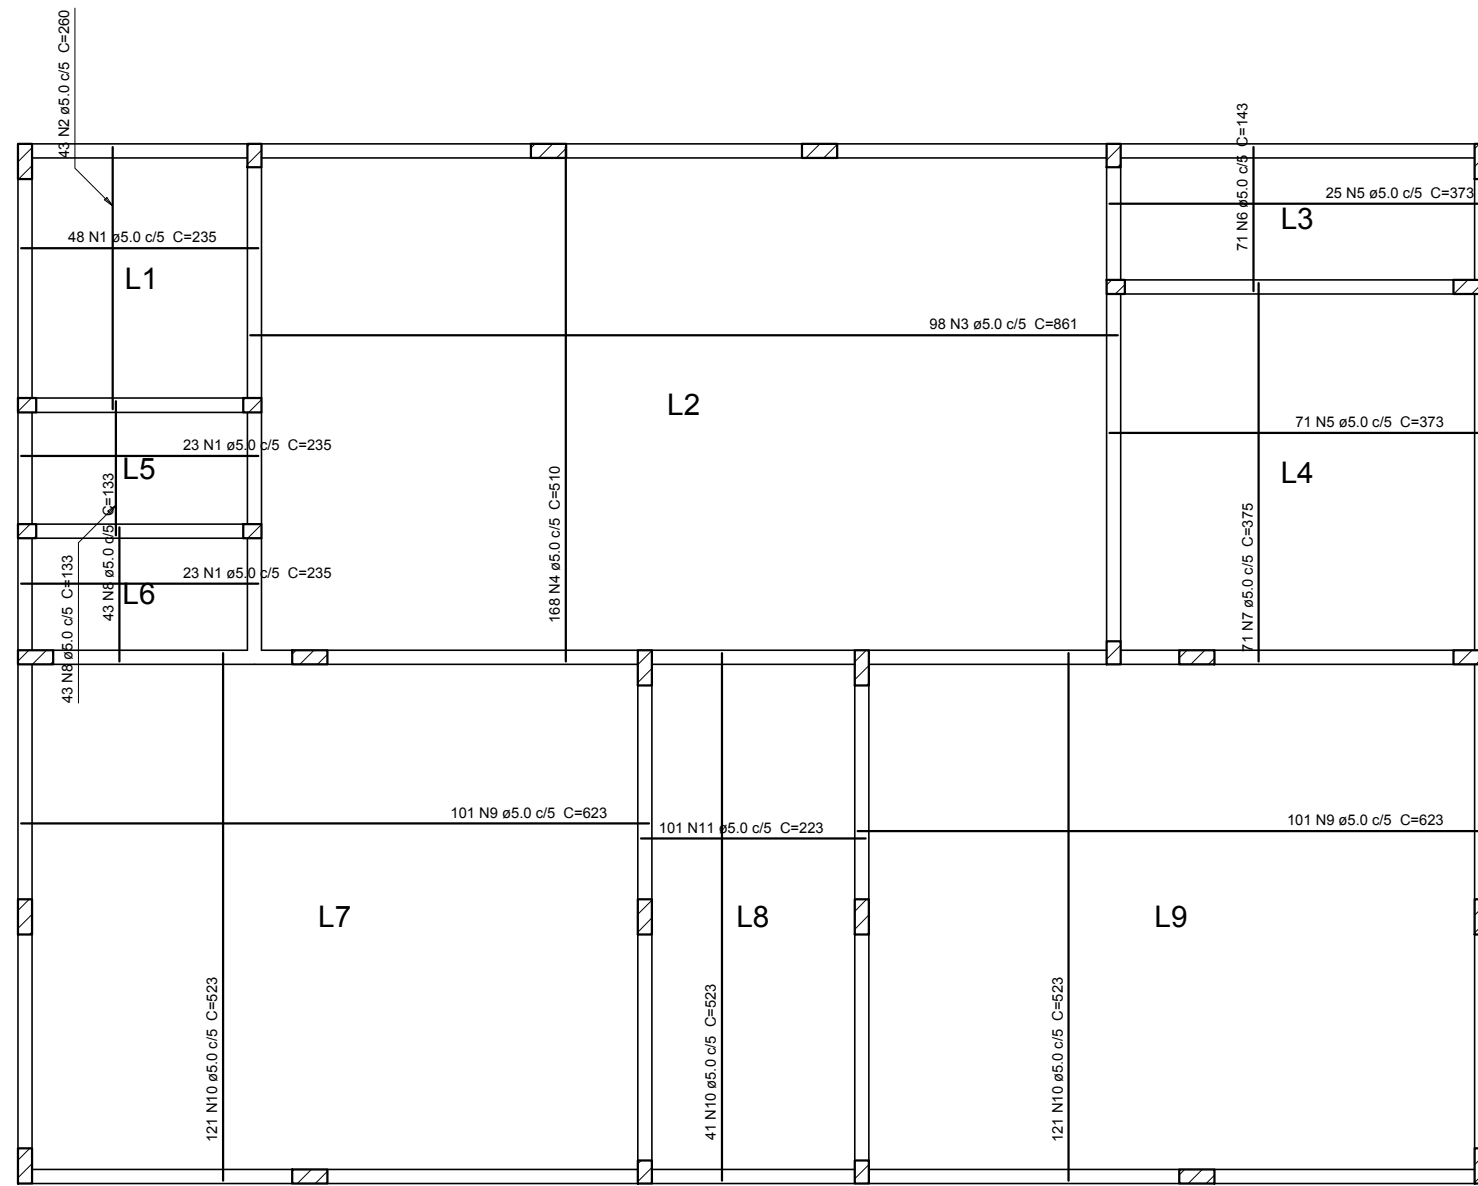 43 N2 ø5.0 c/5 C=260
71 N6 ø5.0 c/5 C=143
25 N5 ø5.0 c/5 C=373
L3
48 N1 ø5.0 c/5 C=235
L1
98 N3 ø5.0 c/5 C=861
L2
71 N5 ø5.0 c/5 C=373
L4
23 N1 ø5.0 c/5 C=235
L5
43 N8 ø5.0 c/5 C=133
168 N4 ø5.0 c/5 C=510
71 N7 ø5.0 c/5 C=375
23 N1 ø5.0 c/5 C=235
L6
43 N8 ø5.0 c/5 C=133
101 N9 ø5.0 c/5 C=623
101 N11 ø5.0 c/5 C=223
101 N9 ø5.0 c/5 C=623
L7
L8
L9
121 N10 ø5.0 c/5 C=523
41 N10 ø5.0 c/5 C=523
121 N10 ø5.0 c/5 C=523